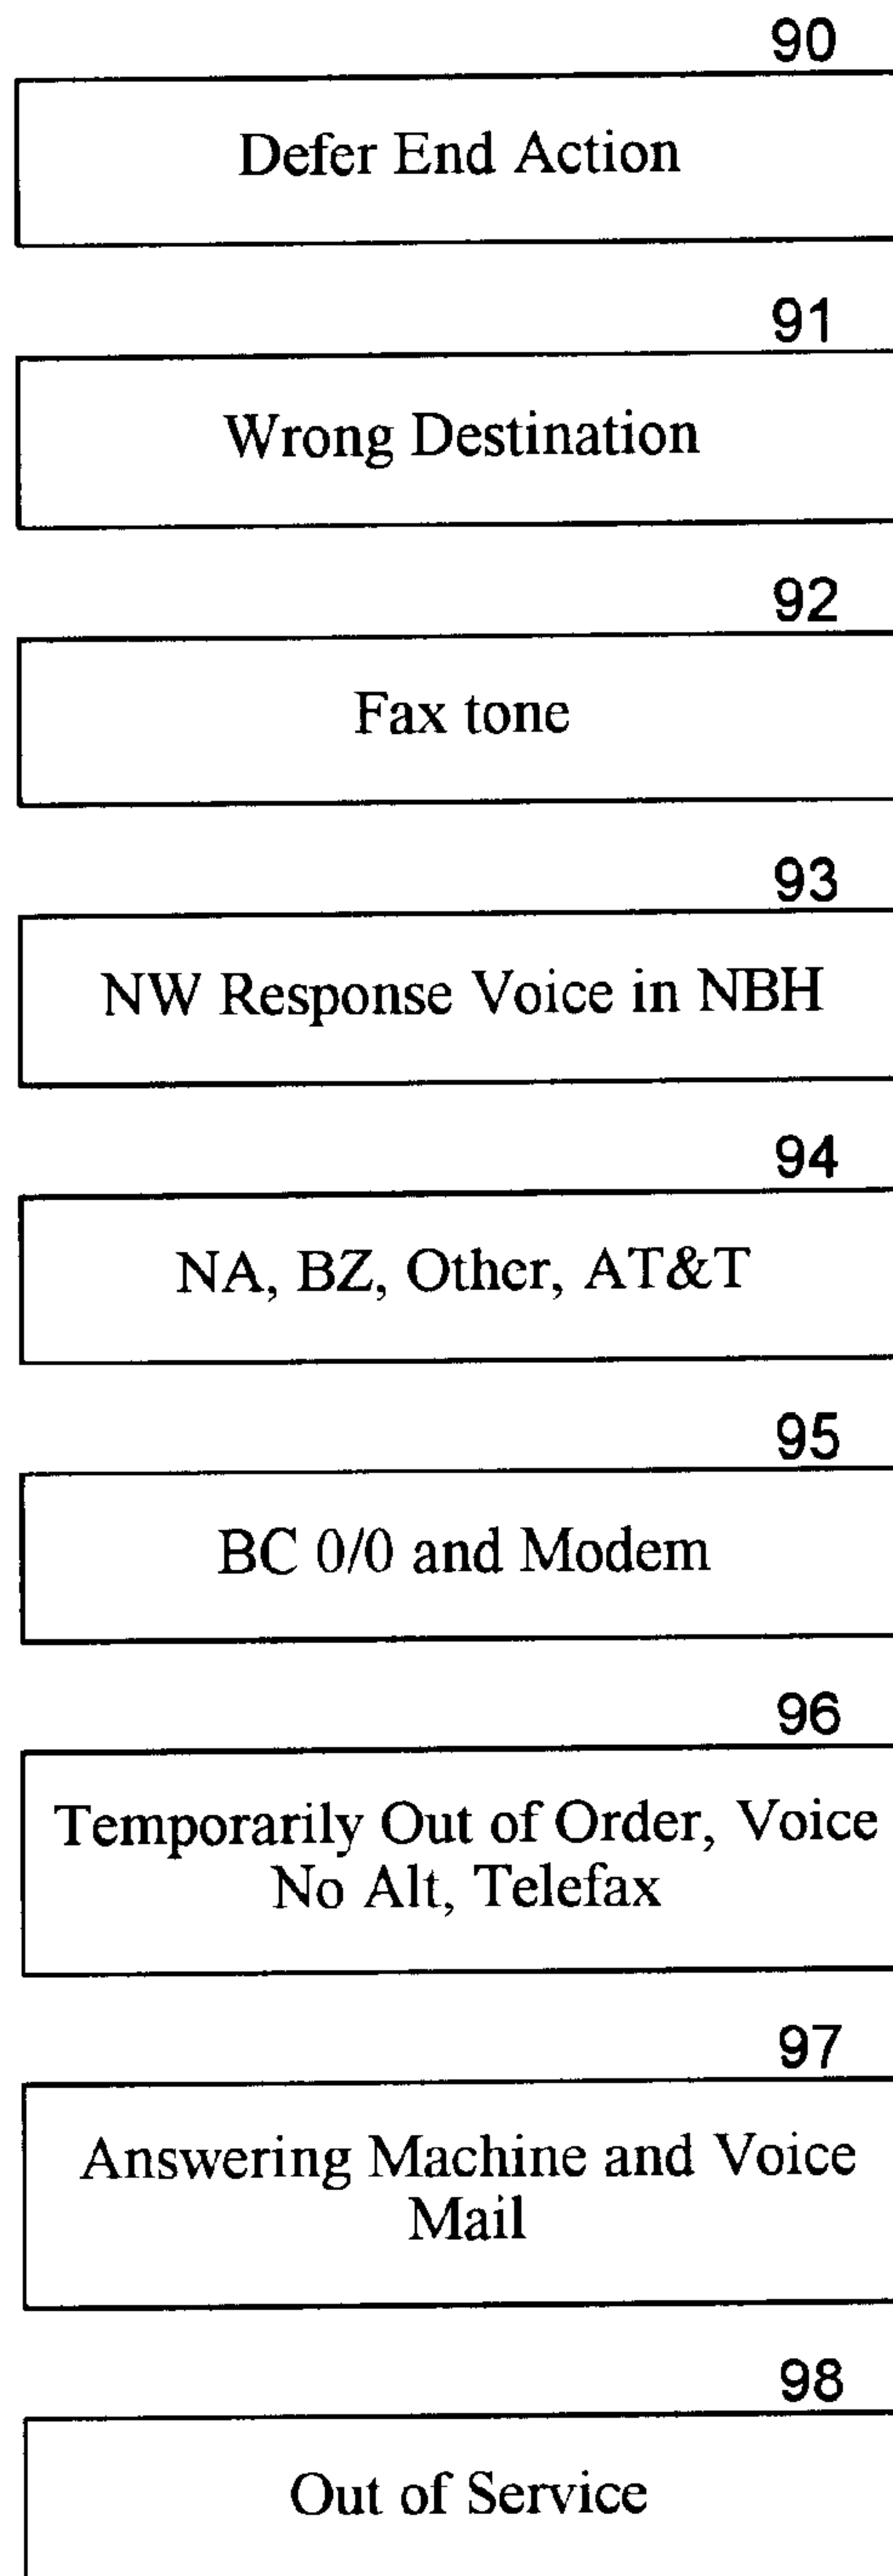 90
Defer End Action
91
Wrong Destination
92
Fax tone
93
NW Response Voice in NBH
94
NA, BZ, Other, AT&T
95
BC 0/0 and Modem
96
Temporarily Out of Order, Voice
No Alt, Telefax
97
Answering Machine and Voice
Mail
98
Out of Service